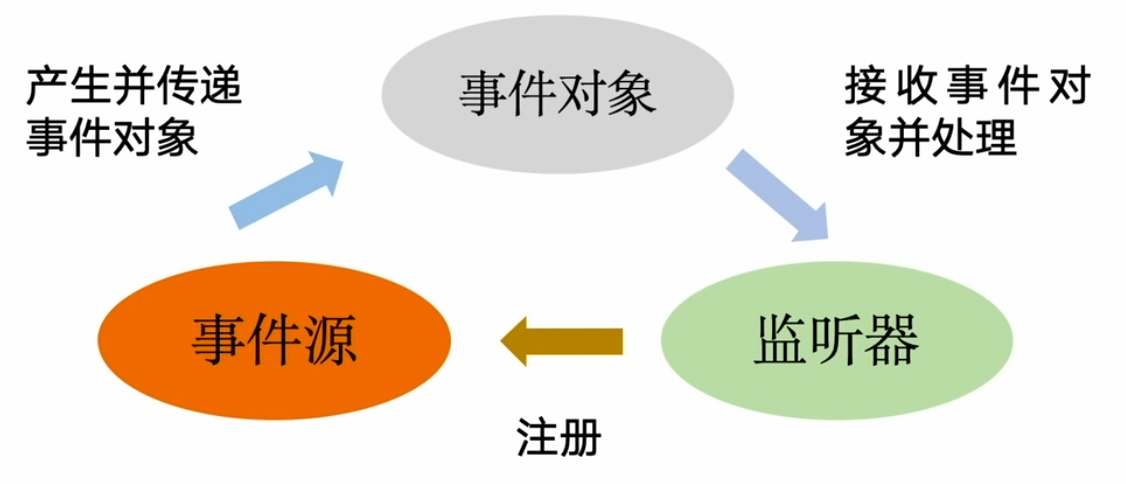 事件对象
产生并传递
事件对象
接收事件对
象并处理
事件源
监听器
注册